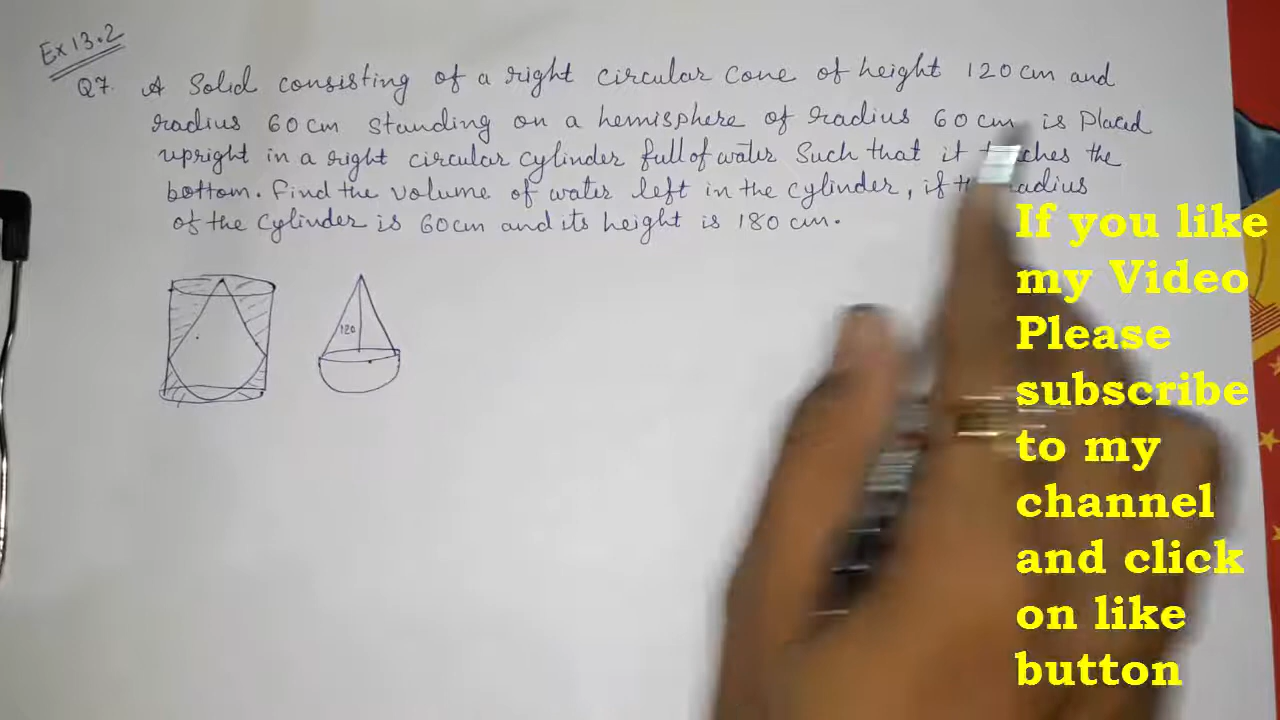 Ex 13.2
Q7. A Solid consisting of a right circular cone of height 120 cm and
radius 60 cm standing on a hemisphere of radius 60 cm is Placed
upright in a right circular cylinder full of water Such that it the
bottom. Find the volume of water left in the cylinder, if radius
of the cylinder is 60cm and its height is 180 cm.
120
If you like
my Video
Please
subscribe
to my
channel
and click
on like
button